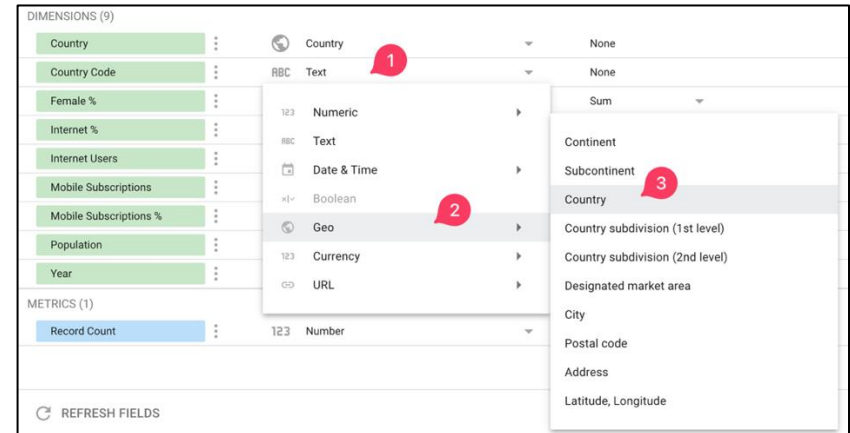 DIMENSIONS (9)
Country Country None
Country Code ABC Text 1 None
Female % Sum
Internet %
Internet Users
Mobile Subscriptions
Mobile Subscriptions %
Population
Year
METRICS (1)
Record Count 123 Number
REFRESH FIELDS
123 Numeric
ABC Text
Date & Time
×|✓ Boolean
Geo 2
123 Currency
URL
Continent
Subcontinent
Country 3
Country subdivision (1st level)
Country subdivision (2nd level)
Designated market area
City
Postal code
Address
Latitude, Longitude